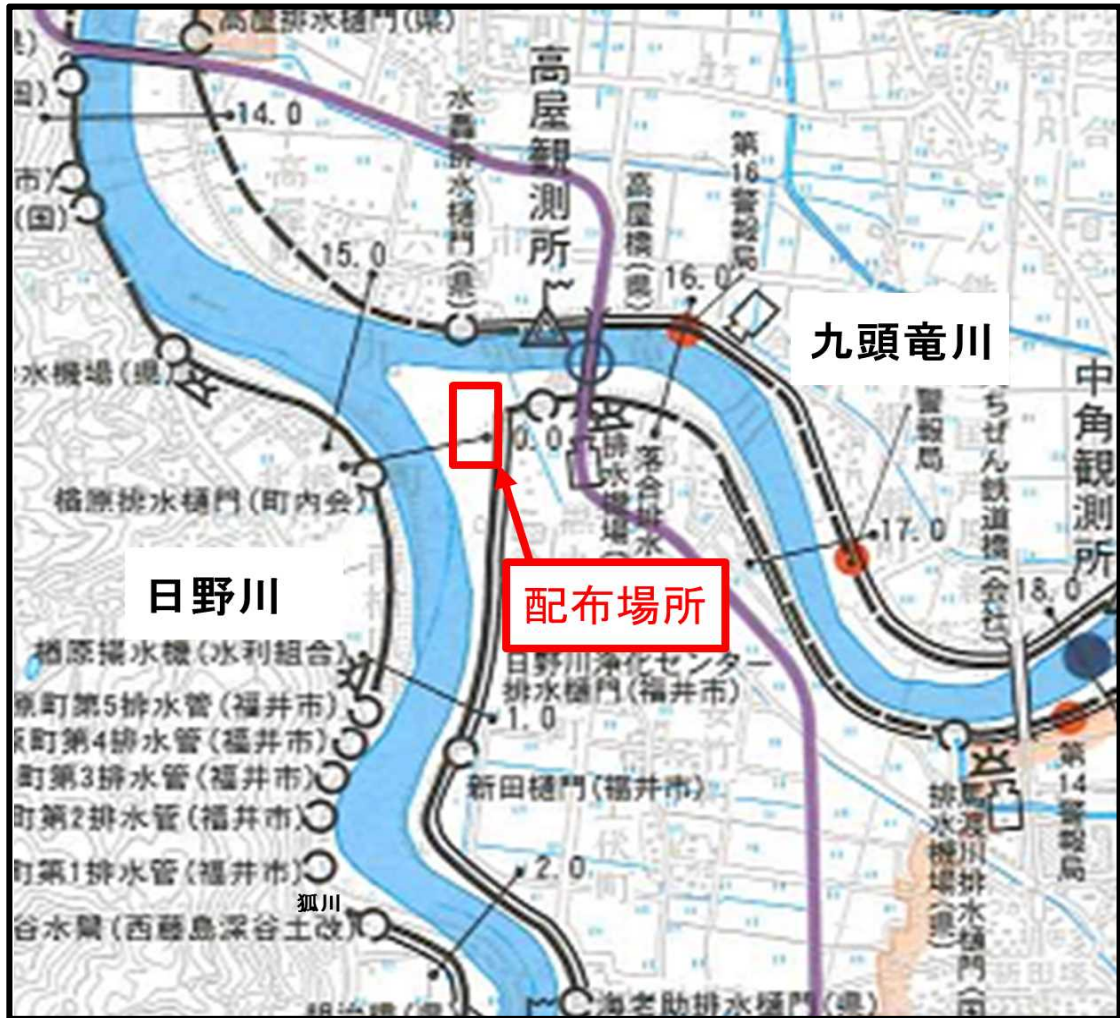 高屋排水樋門(県)
14.0
水轟排水樋門(県)
高屋観測所
高屋橋(県)
第16警報局
15.0
16.0
九頭竜川
水機場(県)
中角観測所
警報局
ちぜん鉄道橋(会社)
0.0
楢原排水樋門(町内会)
落合排水
排水機場
17.0
18.0
日野川
配布場所
楢原揚水機(水利組合)
日野川浄化センター
排水樋門(福井市)
原町第5排水管(福井市)
1.0
原町第4排水管(福井市)
町第3排水管(福井市)
新田樋門(福井市)
町第2排水管(福井市)
町第1排水管(福井市)
2.0
狐川
谷水閘(西藤島深谷土改)
第14警報局
馬渡川排水樋門(国
排水機場(県)
海老助排水樋門(県)